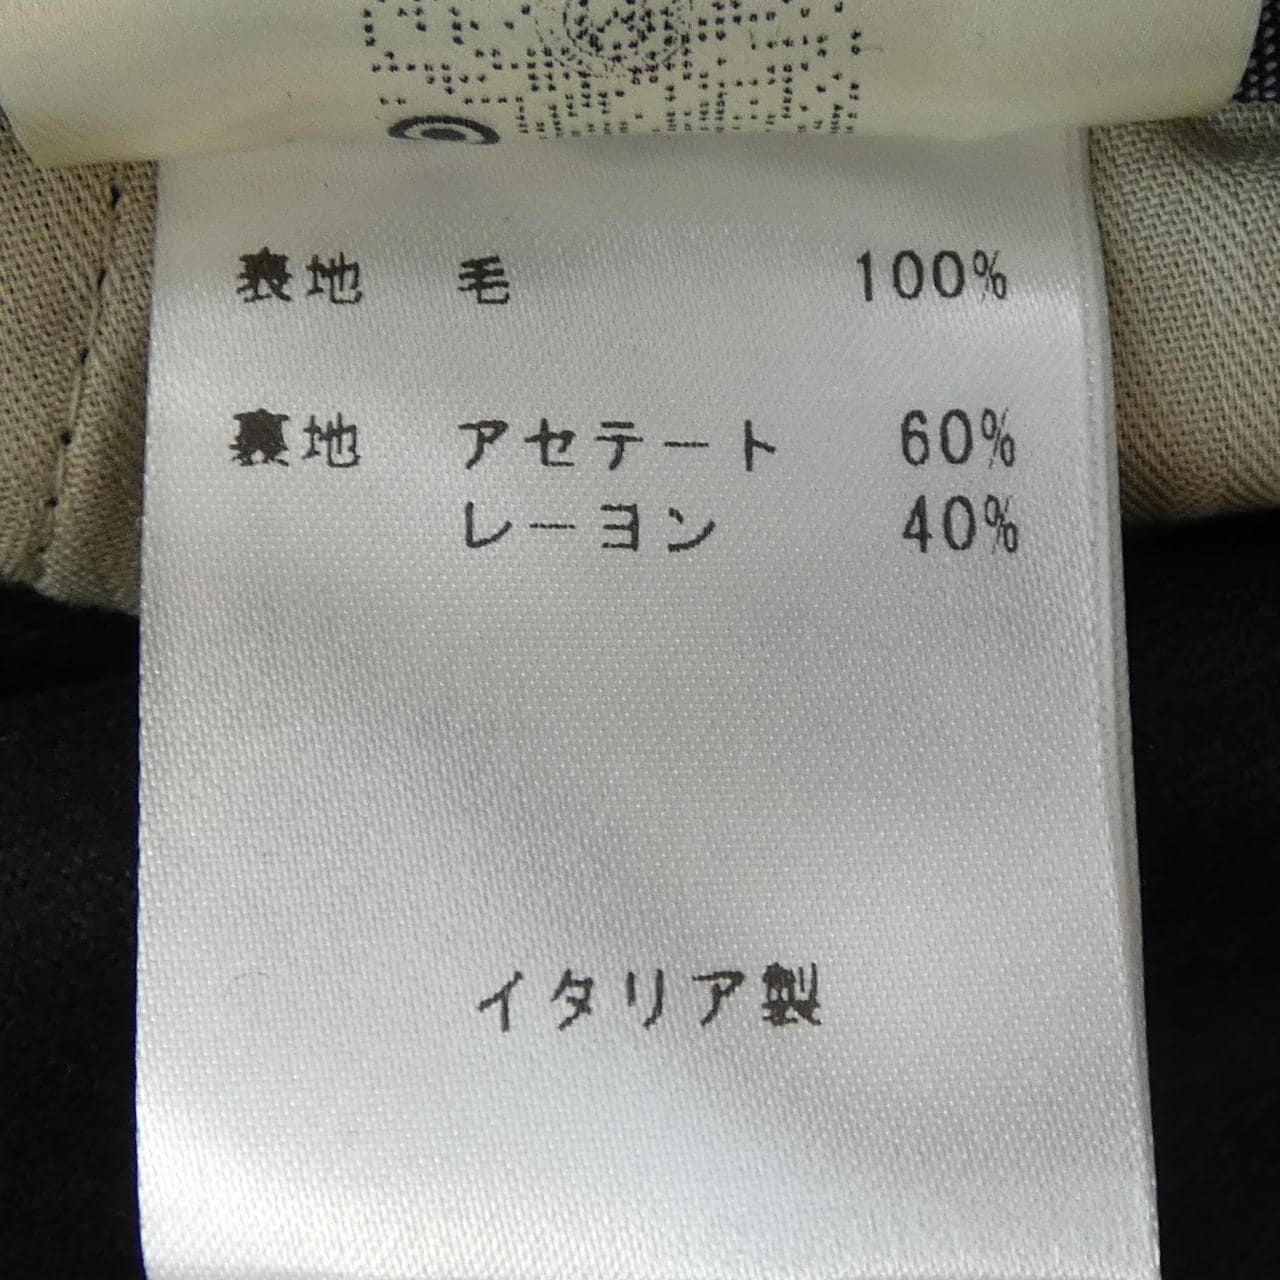 表地 毛 100%
裏地 アセテート 60%
レーヨン 40%
イタリア製